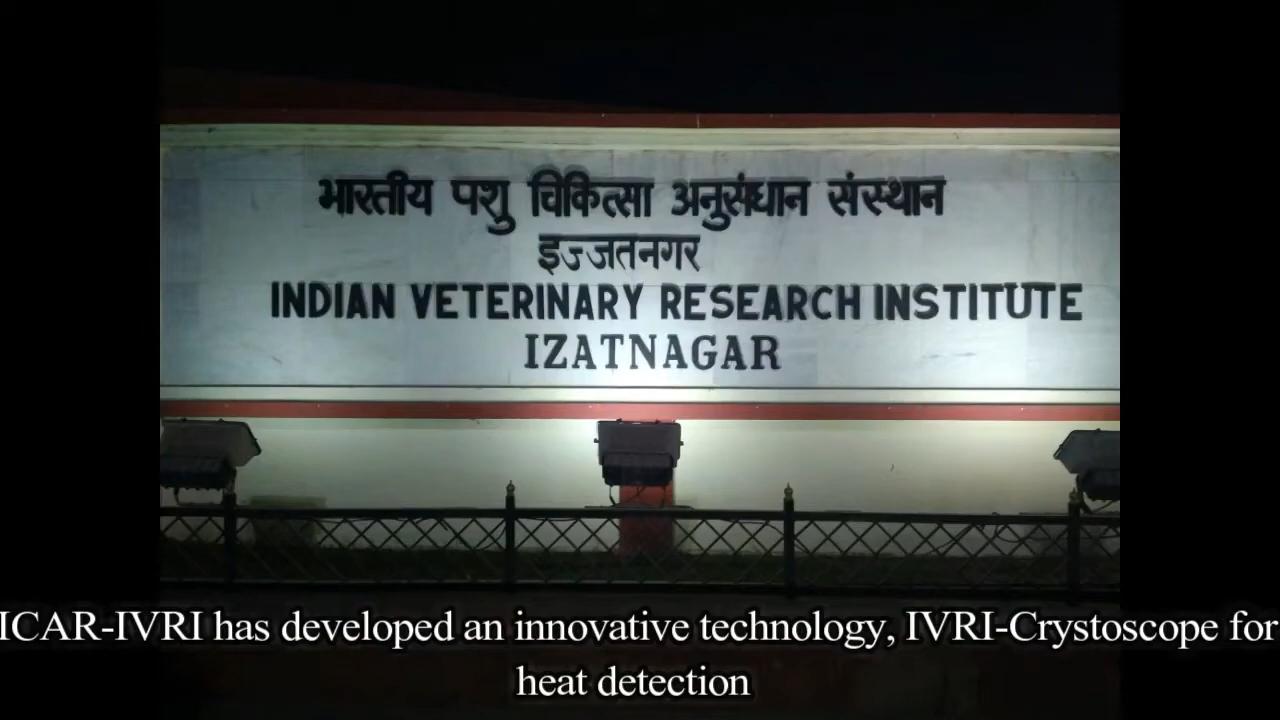 भारतीय पशु चिकित्सा अनुसंधान संस्थान
इज्जतनगर
INDIAN VETERINARY RESEARCH INSTITUTE
IZATNAGAR
ICAR-IVRI has developed an innovative technology, IVRI-Crystoscope for
heat detection